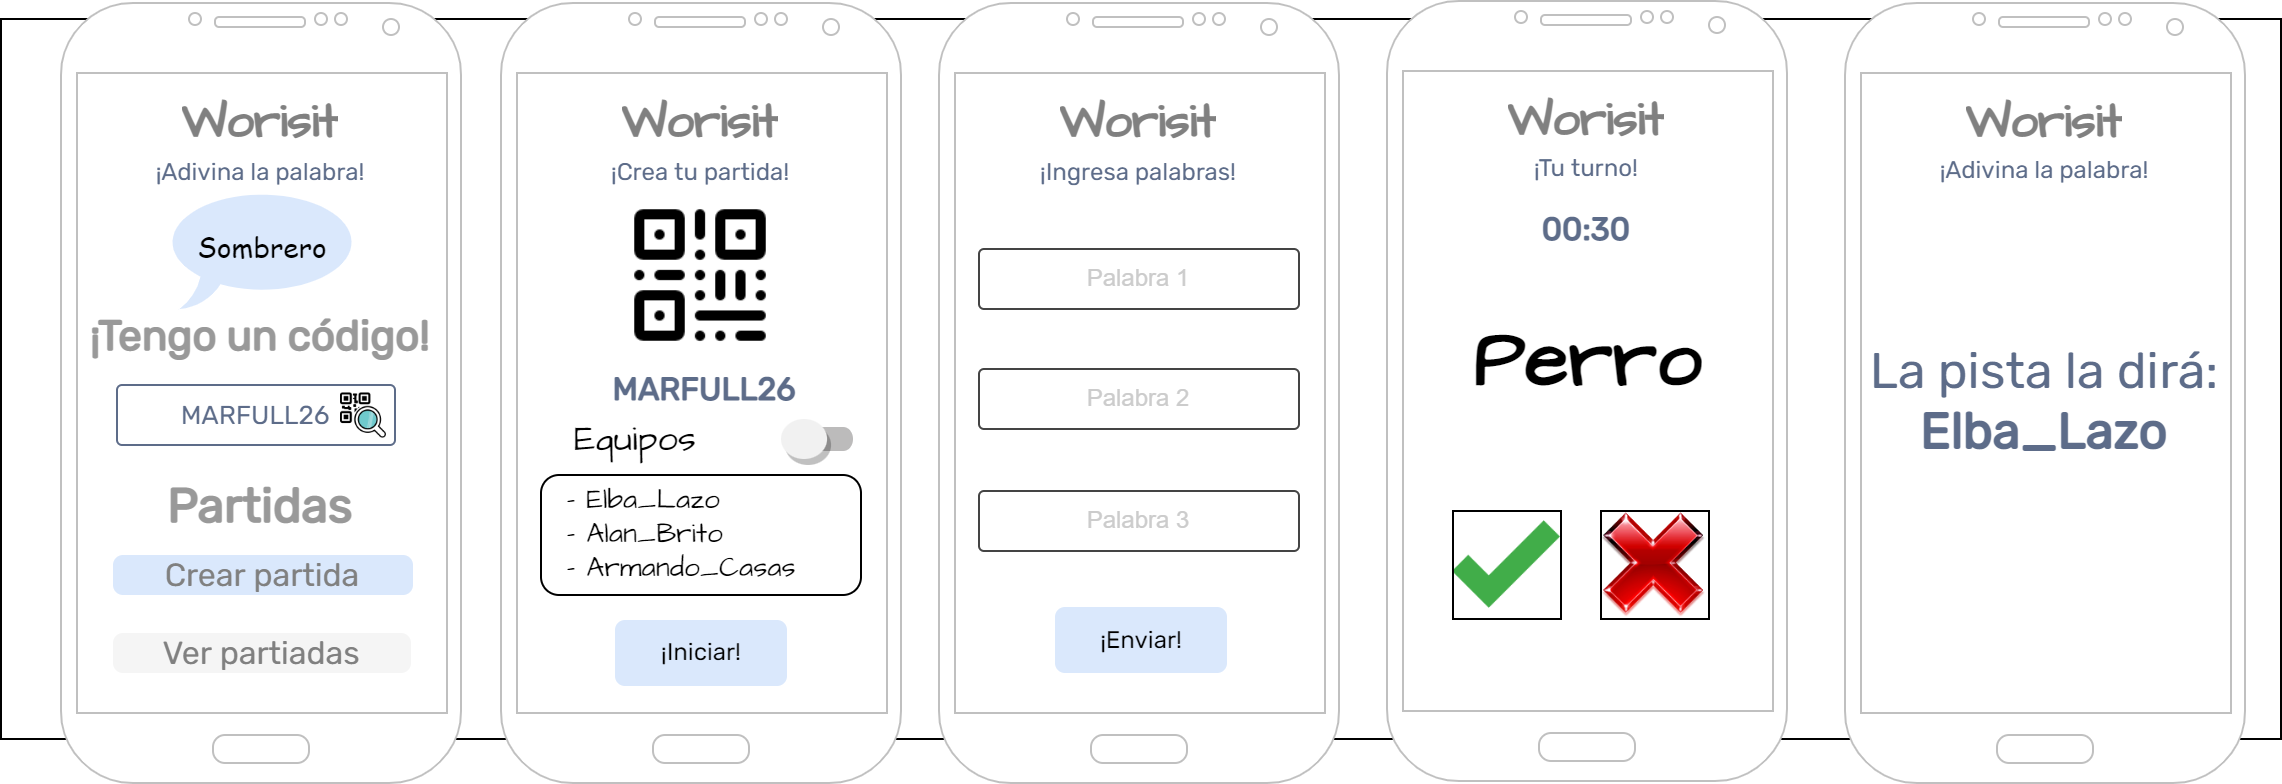 Worisit
¡Adivina la palabra!
Sombrero
¡Tengo un código!
MARFULL26
Partidas
Crear partida
Ver partiadas
Worisit
¡Crea tu partida!
MARFULL26
Equipos
- Elba_Lazo
- Alan_Brito
- Armando_Casas
¡Iniciar!
Worisit
¡Ingresa palabras!
Palabra 1
Palabra 2
Palabra 3
¡Enviar!
Worisit
¡Tu turno!
00:30
Perro
Worisit
¡Adivina la palabra!
La pista la dirá:
Elba_Lazo